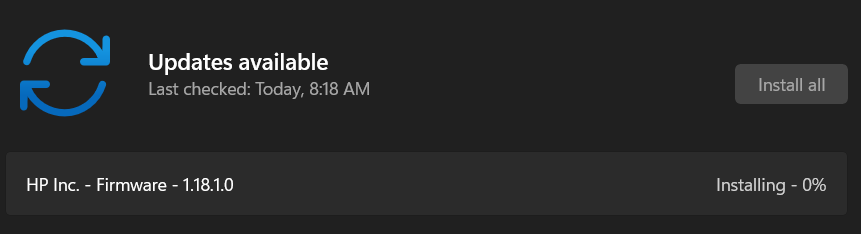 Updates available
Last checked: Today, 8:18 AM
Install all
HP Inc. - Firmware - 1.18.1.0
Installing - 0%